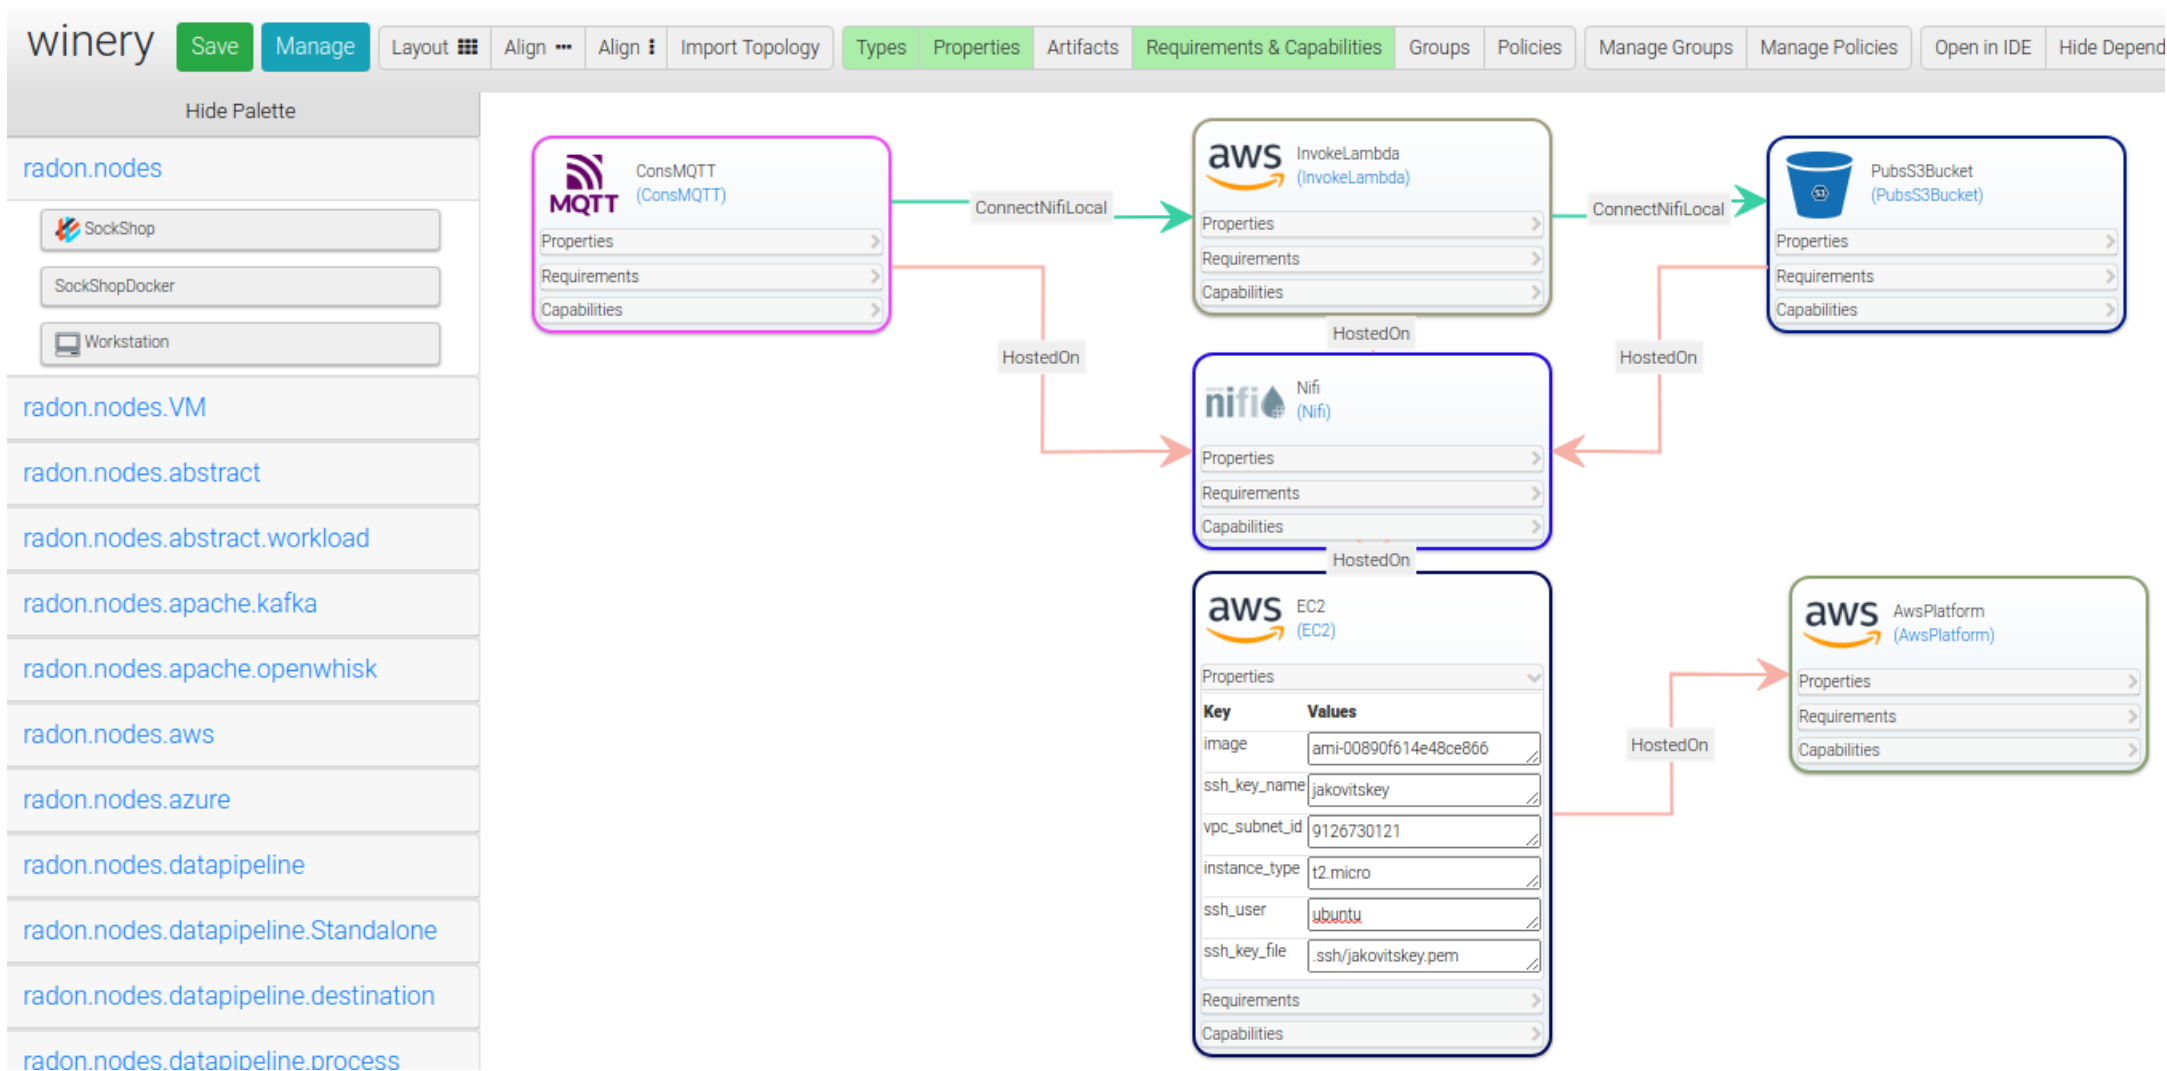 winery Save Manage Layout Align Align Import Topology Types Properties Artifacts Requirements & Capabilities Groups Policies Manage Groups Manage Policies Open in IDE Hide Depend
Hide Palette
radon.nodes
SockShop
SockShopDocker
Workstation
radon.nodes.VM
radon.nodes.abstract
radon.nodes.abstract.workload
radon.nodes.apache.kafka
radon.nodes.apache.openwhisk
radon.nodes.aws
radon.nodes.azure
radon.nodes.datapipeline
radon.nodes.datapipeline.Standalone
radon.nodes.datapipeline.destination
radon.nodes.datapipeline.process
MQTT
ConsMQTT
(ConsMQTT)
Properties
Requirements
Capabilities
ConnectNifiLocal
HostedOn
aws
InvokeLambda
(InvokeLambda)
Properties
Requirements
Capabilities
HostedOn
ConnectNifiLocal
HostedOn
S3
PubsS3Bucket
(PubsS3Bucket)
Properties
Requirements
Capabilities
nifi
Nifi
(Nifi)
Properties
Requirements
Capabilities
HostedOn
aws
EC2
(EC2)
Properties
Key Values
image ami-00890f614e48ce866
ssh_key_name jakovitskey
vpc_subnet_id 9126730121
instance_type t2.micro
ssh_user ubuntu
ssh_key_file .ssh/jakovitskey.pem
Requirements
Capabilities
HostedOn
aws
AwsPlatform
(AwsPlatform)
Properties
Requirements
Capabilities